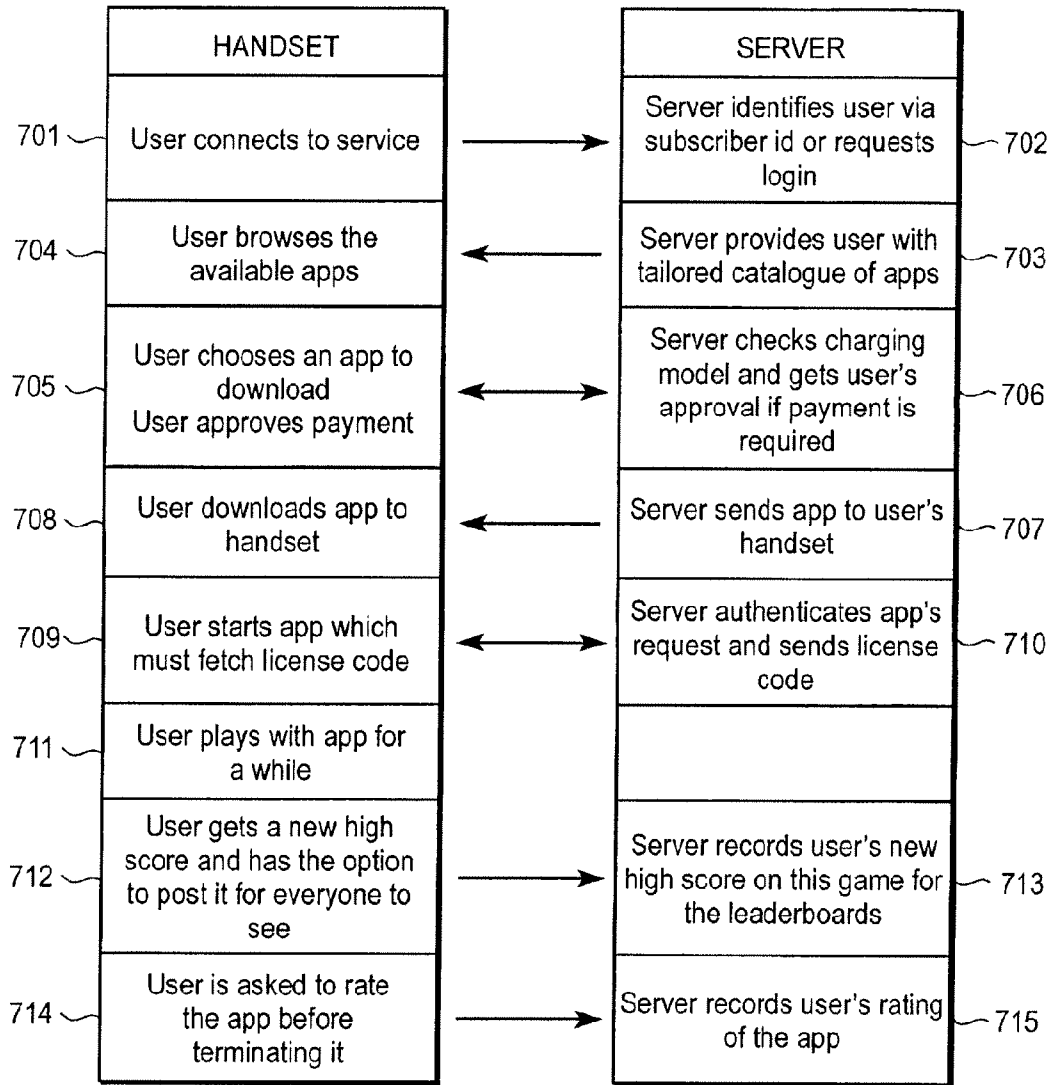 HANDSET
SERVER
701
User connects to service
Server identifies user via
subscriber id or requests
login
702
704
User browses the
available apps
Server provides user with
tailored catalogue of apps
703
705
User chooses an app to
download
User approves payment
Server checks charging
model and gets user's
approval if payment is
required
706
708
User downloads app to
handset
Server sends app to user's
handset
707
709
User starts app which
must fetch license code
Server authenticates app's
request and sends license
code
710
711
User plays with app for
a while
712
User gets a new high
score and has the option
to post it for everyone to
see
Server records user's new
high score on this game for
the leaderboards
713
714
User is asked to rate
the app before
terminating it
Server records user's rating
of the app
715